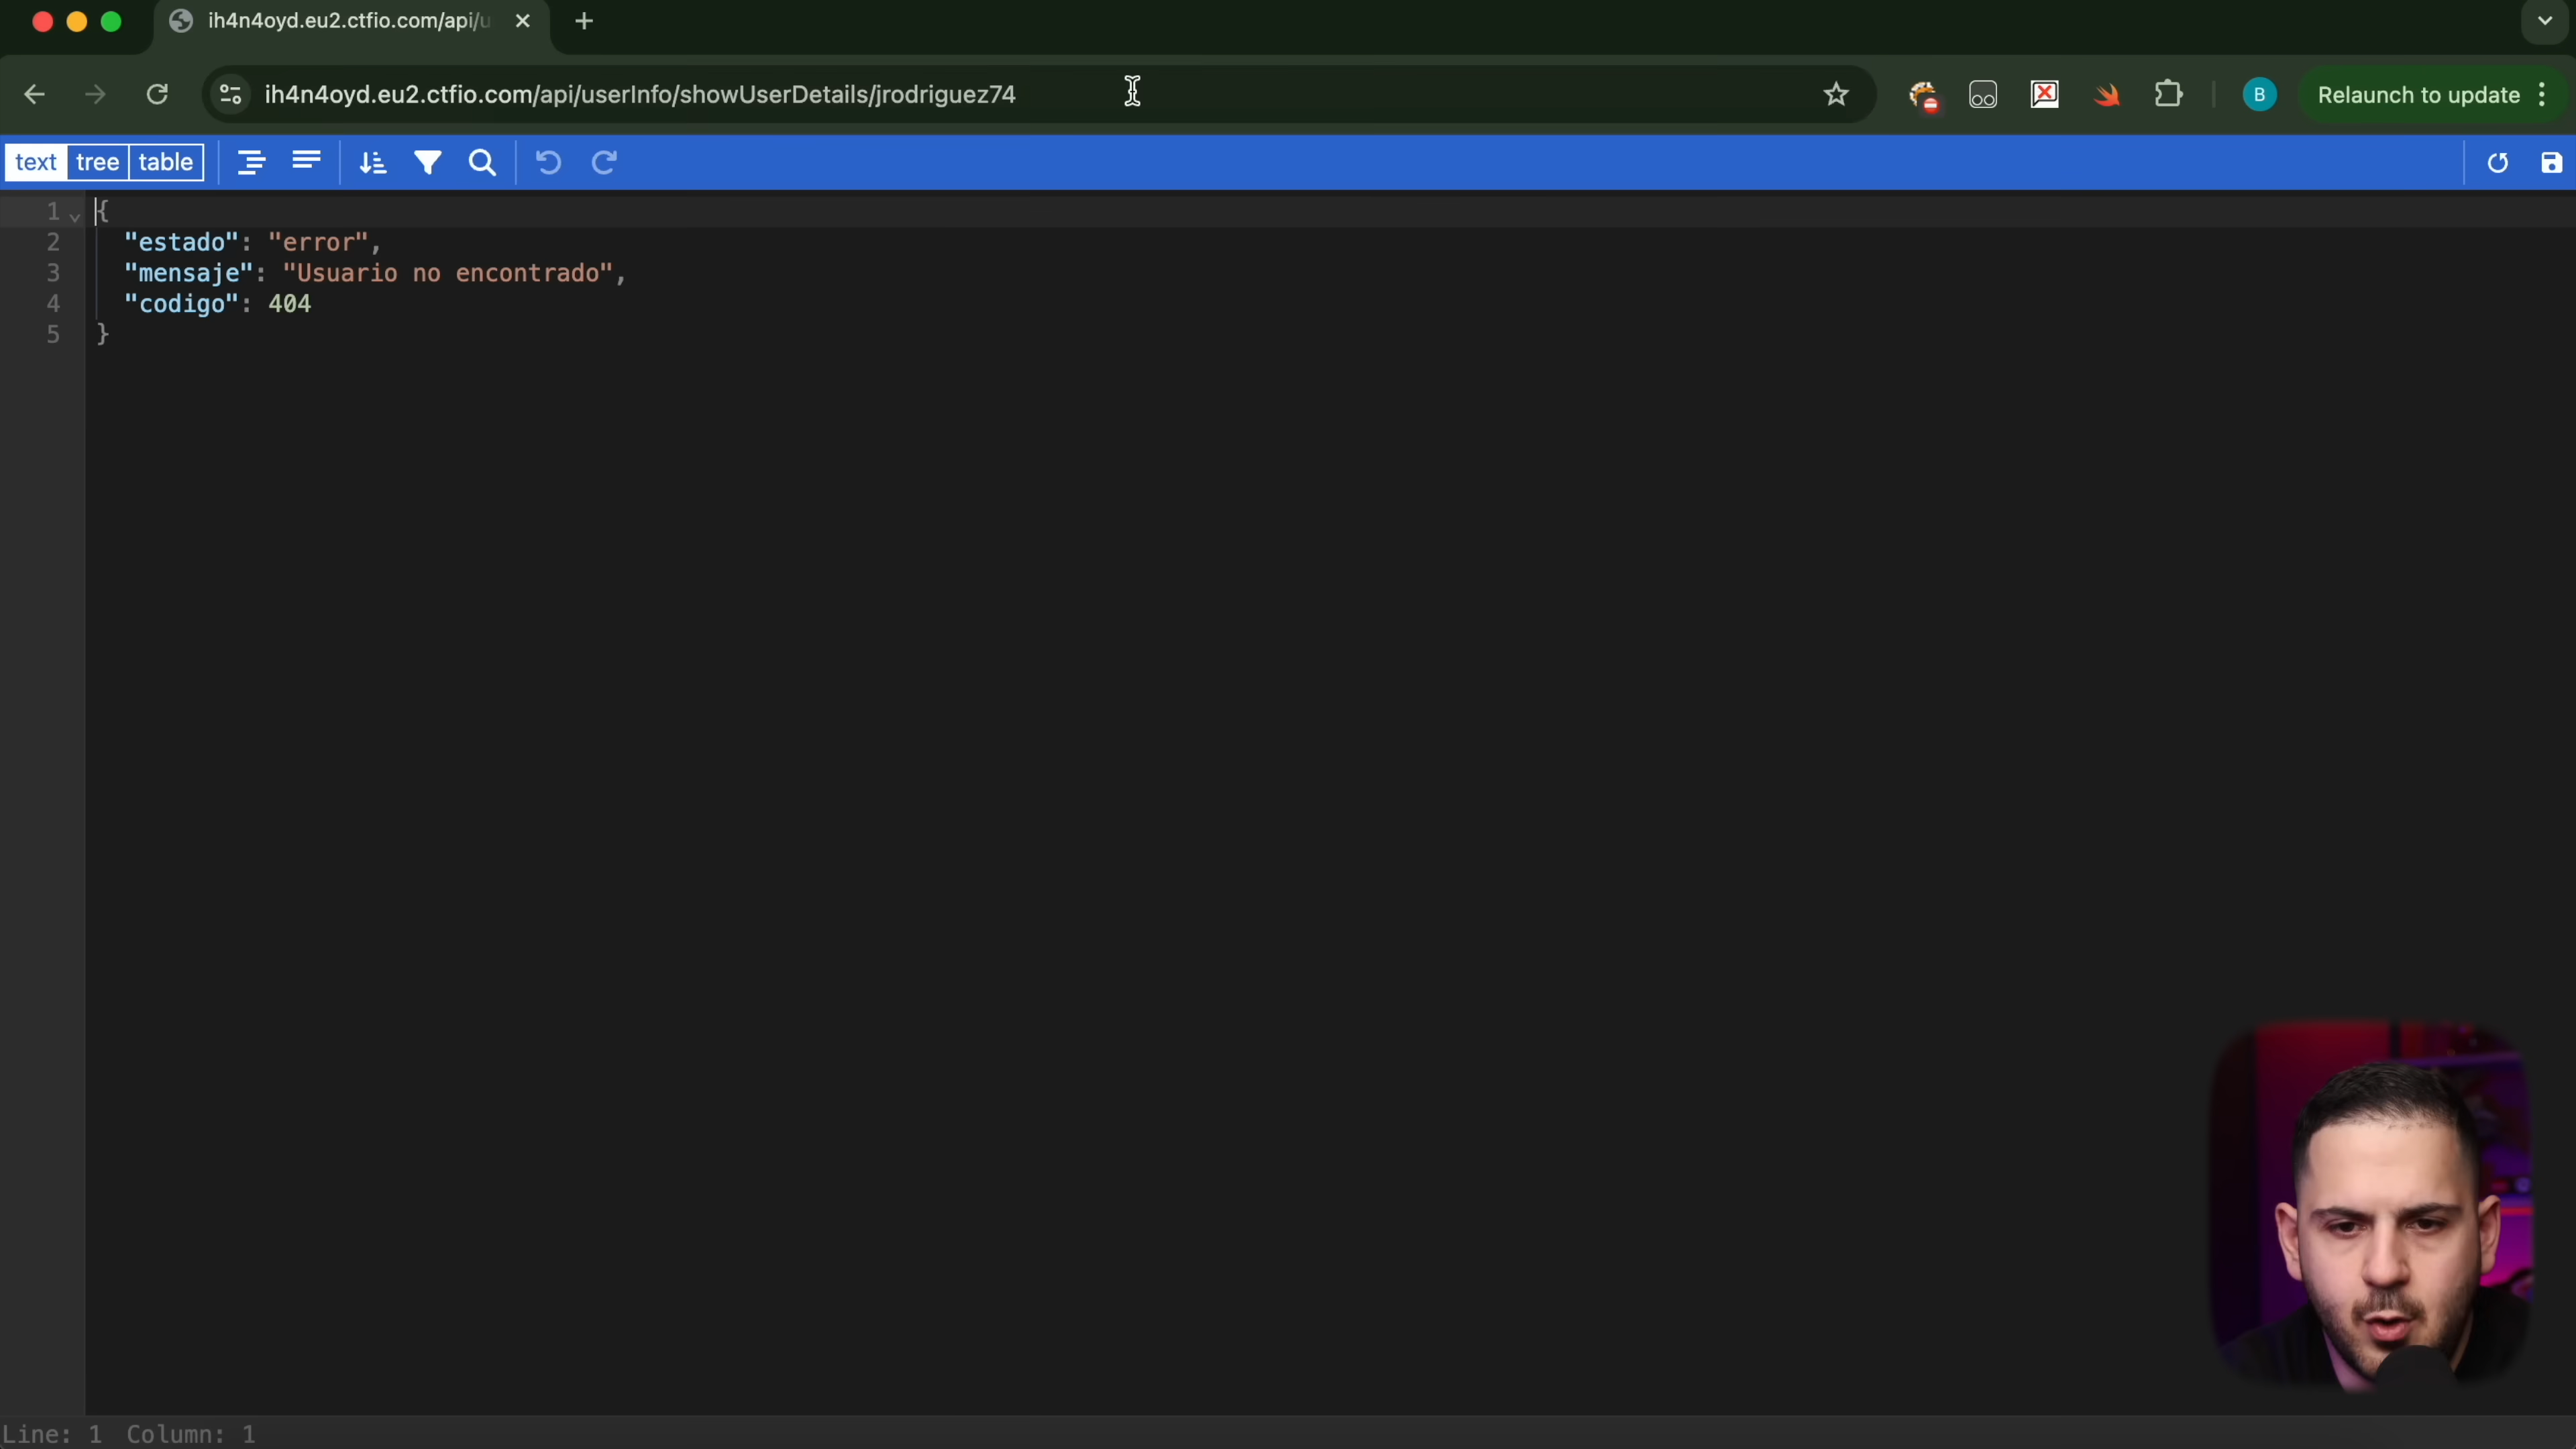 ih4n4oyd.eu2.ctfio.com/api/u
ih4n4oyd.eu2.ctfio.com/api/userInfo/showUserDetails/jrodriguez74
B
Relaunch to update
text tree table
1 {
2 "estado": "error",
3 "mensaje": "Usuario no encontrado",
4 "codigo": 404
5 }
Line: 1 Column: 1